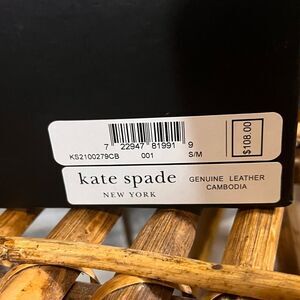 7 22947 81991 9
KS2100279CB 001 S/M
$108.00
kate spade
NEW YORK
GENUINE LEATHER
CAMBODIA